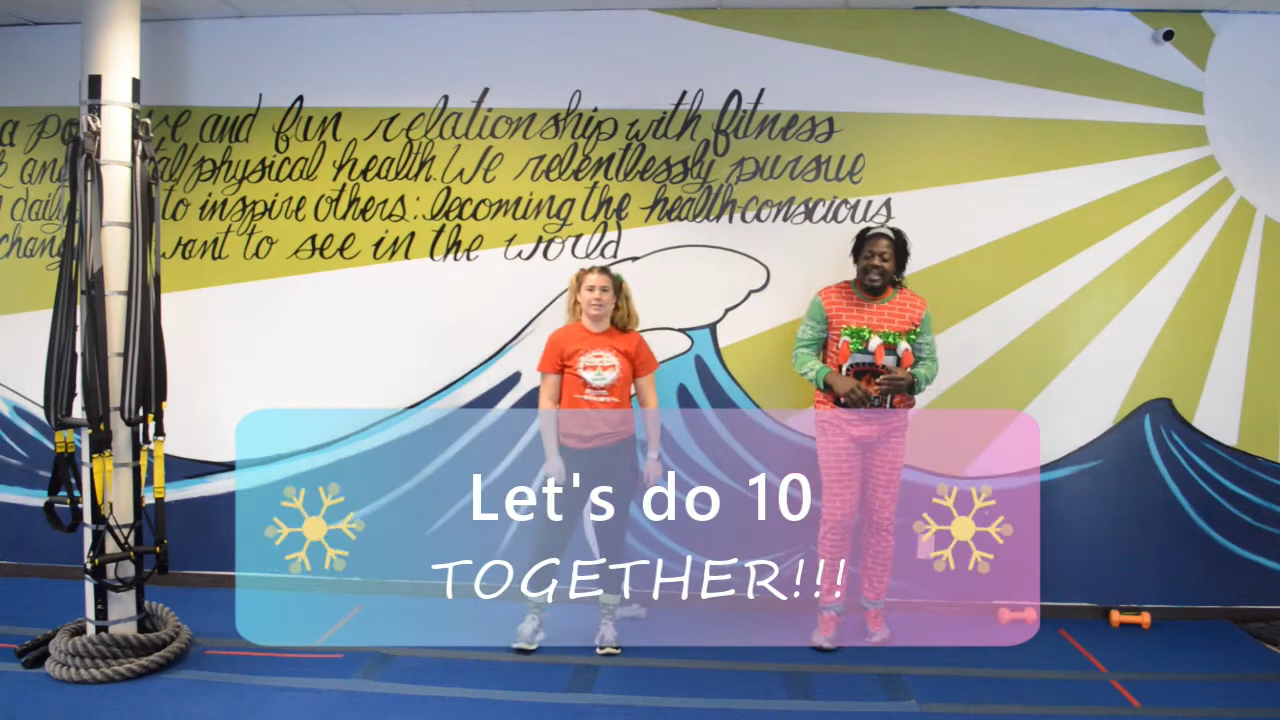 a and fun relationship with fitness
physical health. We relentlessly pursue
daily to inspire others: becoming the health conscious
want to see in the world
Let's do 10
TOGETHER!!!